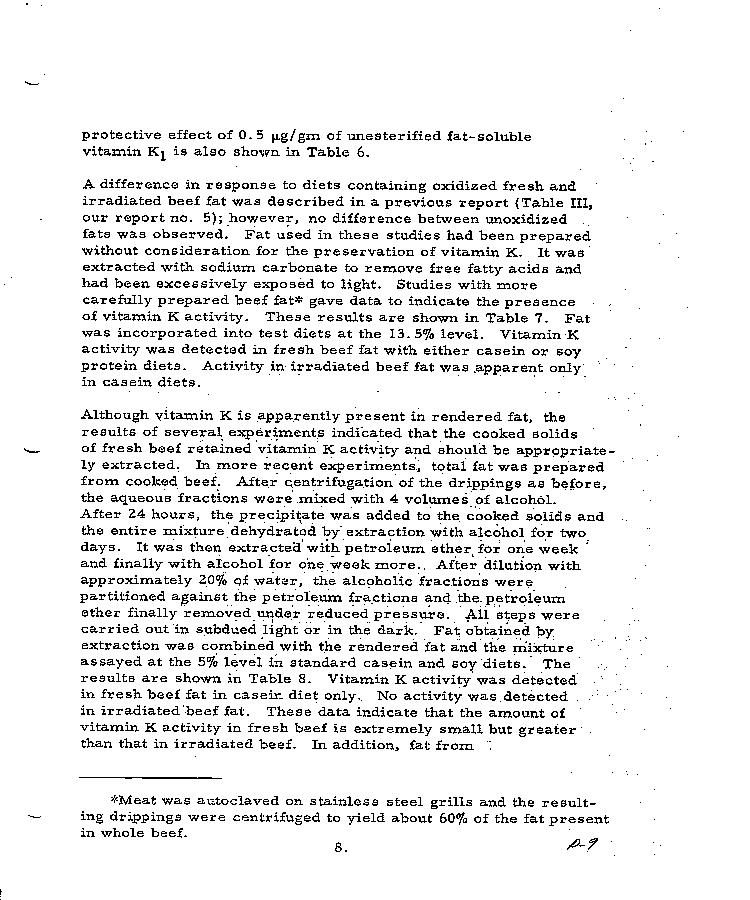 protective effect of 0.5 µg/gm of unesterified fat-soluble
vitamin K1 is also shown in Table 6.
A difference in response to diets containing oxidized fresh and
irradiated beef fat was described in a previous report (Table III,
our report no. 5); however, no difference between unoxidized
fats was observed. Fat used in these studies had been prepared
without consideration for the preservation of vitamin K. It was
extracted with sodium carbonate to remove free fatty acids and
had been excessively exposed to light. Studies with more
carefully prepared beef fat* gave data to indicate the presence
of vitamin K activity. These results are shown in Table 7. Fat
was incorporated into test diets at the 13.5% level. Vitamin K
activity was detected in fresh beef fat with either casein or soy
protein diets. Activity in irradiated beef fat was apparent only
in casein diets.
Although vitamin K is apparently present in rendered fat, the
results of several experiments indicated that the cooked solids
of fresh beef retained vitamin K activity and should be appropriate-
ly extracted. In more recent experiments, total fat was prepared
from cooked beef. After centrifugation of the drippings as before,
the aqueous fractions were mixed with 4 volumes of alcohol.
After 24 hours, the precipitate was added to the cooked solids and
the entire mixture dehydrated by extraction with alcohol for two
days. It was then extracted with petroleum ether for one week
and finally with alcohol for one week more. After dilution with
approximately 20% of water, the alcoholic fractions were
partitioned against the petroleum fractions and the petroleum
ether finally removed under reduced pressure. All steps were
carried out in subdued light or in the dark. Fat obtained by
extraction was combined with the rendered fat and the mixture
assayed at the 5% level in standard casein and soy diets. The
results are shown in Table 8. Vitamin K activity was detected
in fresh beef fat in casein diet only. No activity was detected
in irradiated beef fat. These data indicate that the amount of
vitamin K activity in fresh beef is extremely small but greater
than that in irradiated beef. In addition, fat from
*Meat was autoclaved on stainless steel grills and the result-
ing drippings were centrifuged to yield about 60% of the fat present
in whole beef.
8.
D-9